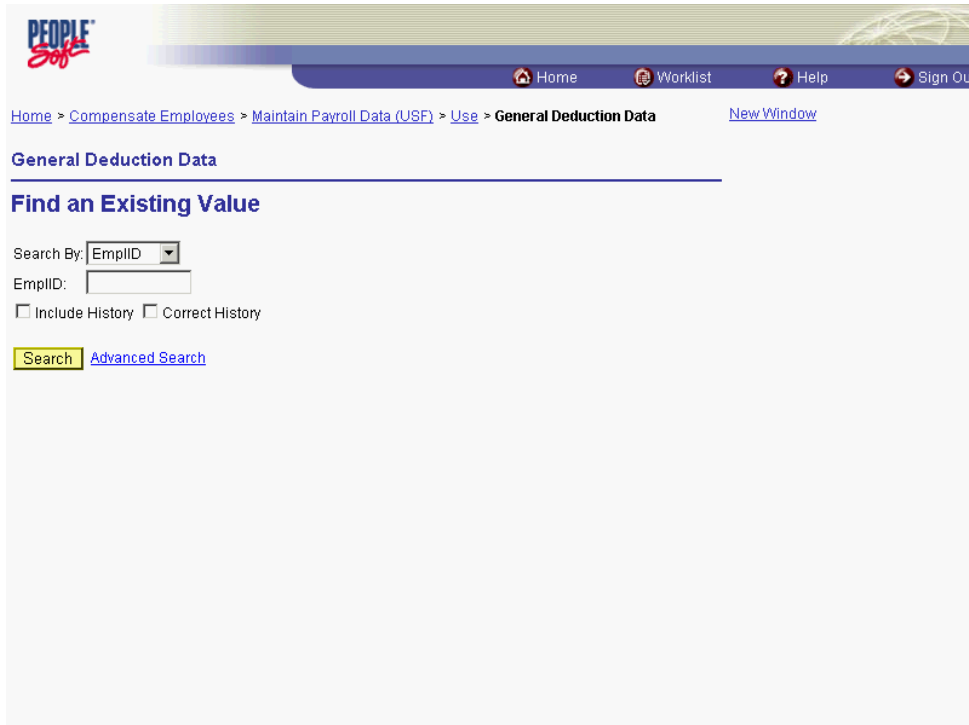 PEOPLE
Soft
Home Worklist Help Sign Ou
Home > Compensate Employees > Maintain Payroll Data (USF) > Use > General Deduction Data New Window
General Deduction Data
Find an Existing Value
Search By: EmplID
EmplID:
Include History Correct History
Search Advanced Search